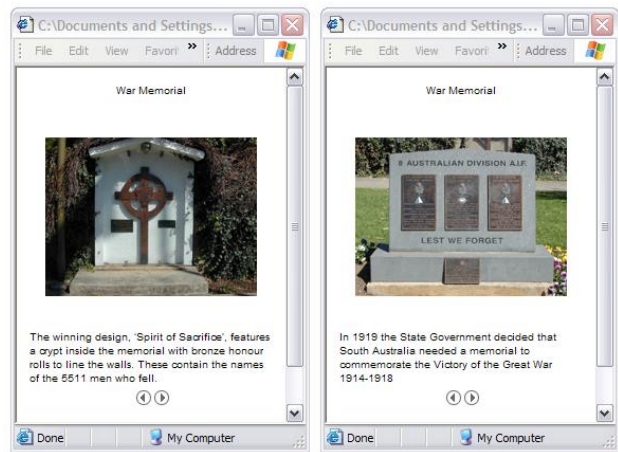 C:\Documents and Settings...
File Edit View Favori » Address
War Memorial
The winning design, 'Spirit of Sacrifice', features
a crypt inside the memorial with bronze honour
rolls to line the walls. These contain the names
of the 5511 men who fell.
Done
My Computer
C:\Documents and Settings...
File Edit View Favori » Address
War Memorial
8 AUSTRALIAN DIVISION A.I.F.
LEST WE FORGET
In 1919 the State Government decided that
South Australia needed a memorial to
commemorate the Victory of the Great War
1914-1918
Done
My Computer